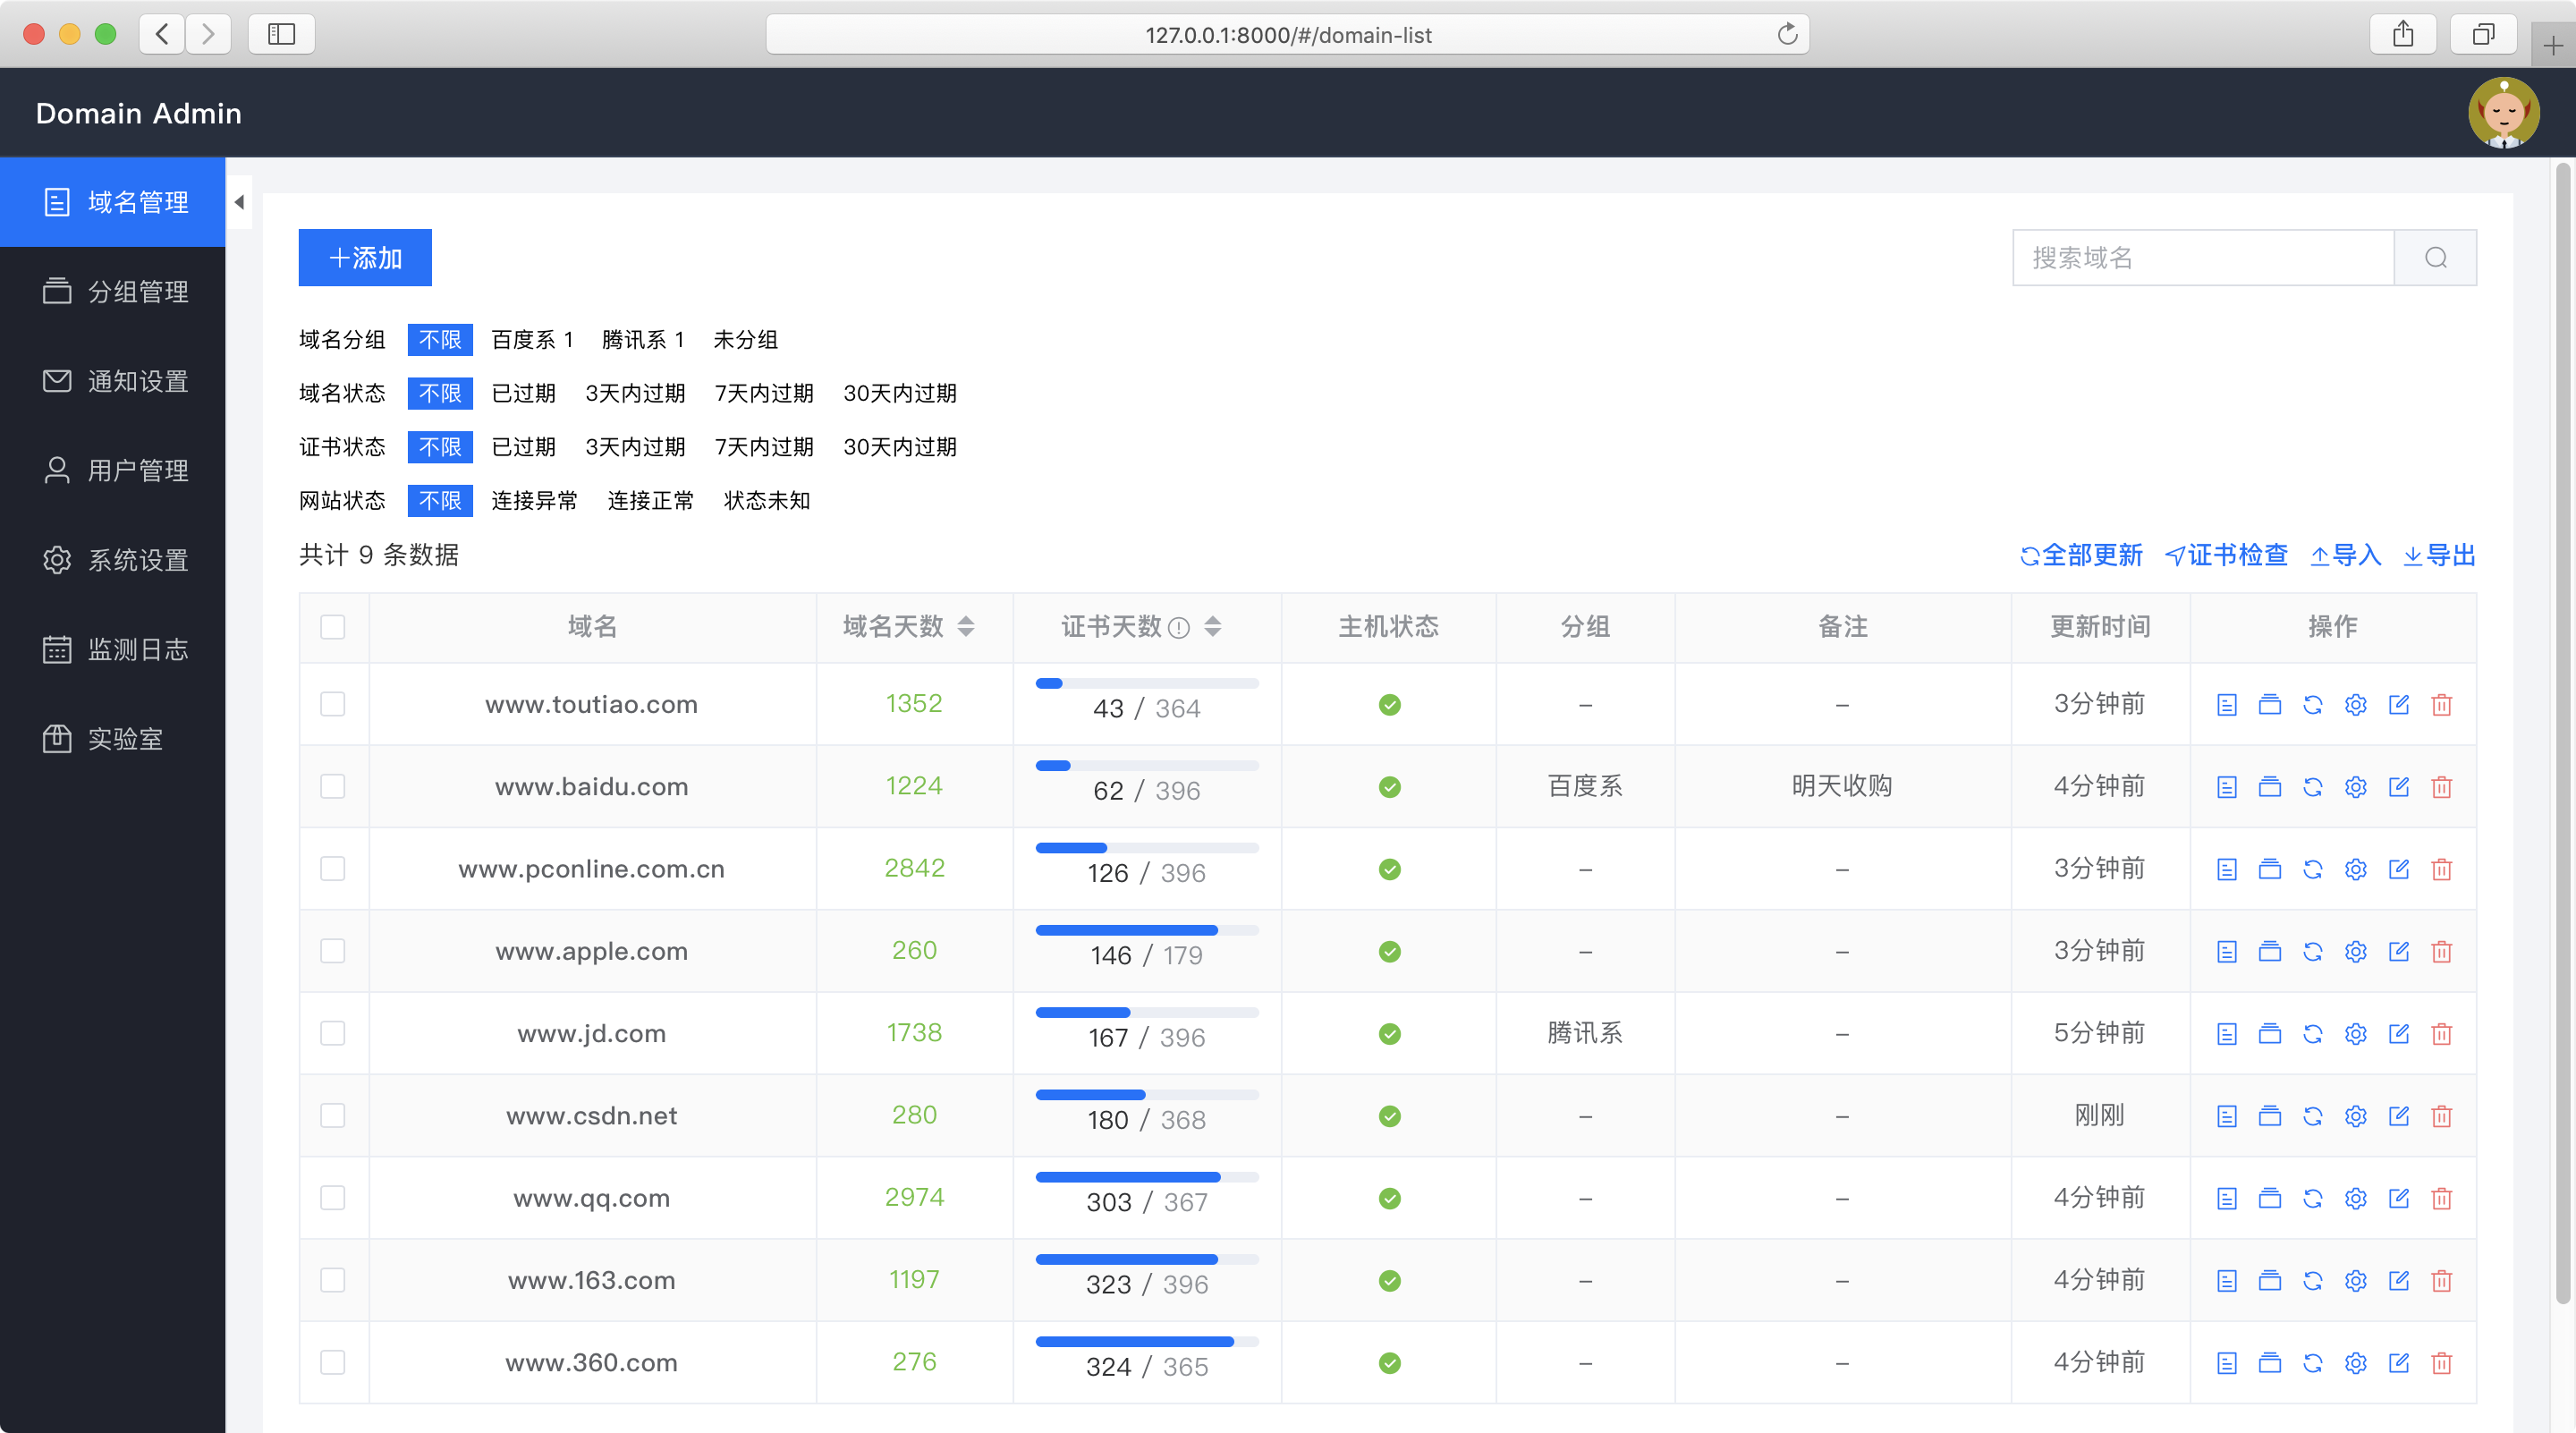 127.0.0.1:8000/#/domain-list
Domain Admin
域名管理
分组管理
通知设置
用户管理
系统设置
监测日志
实验室
添加
搜索域名
域名分组 不限 百度系 1 腾讯系 1 未分组
域名状态 不限 已过期 3天内过期 7天内过期 30天内过期
证书状态 不限 已过期 3天内过期 7天内过期 30天内过期
网站状态 不限 连接异常 连接正常 状态未知
共计 9 条数据 全部更新 证书检查 导入 导出
域名 域名天数 证书天数 主机状态 分组 备注 更新时间 操作
www.toutiao.com 1352 43 / 364 – – 3分钟前
www.baidu.com 1224 62 / 396 百度系 明天收购 4分钟前
www.pconline.com.cn 2842 126 / 396 – – 3分钟前
www.apple.com 260 146 / 179 – – 3分钟前
www.jd.com 1738 167 / 396 腾讯系 – 5分钟前
www.csdn.net 280 180 / 368 – – 刚刚
www.qq.com 2974 303 / 367 – – 4分钟前
www.163.com 1197 323 / 396 – – 4分钟前
www.360.com 276 324 / 365 – – 4分钟前